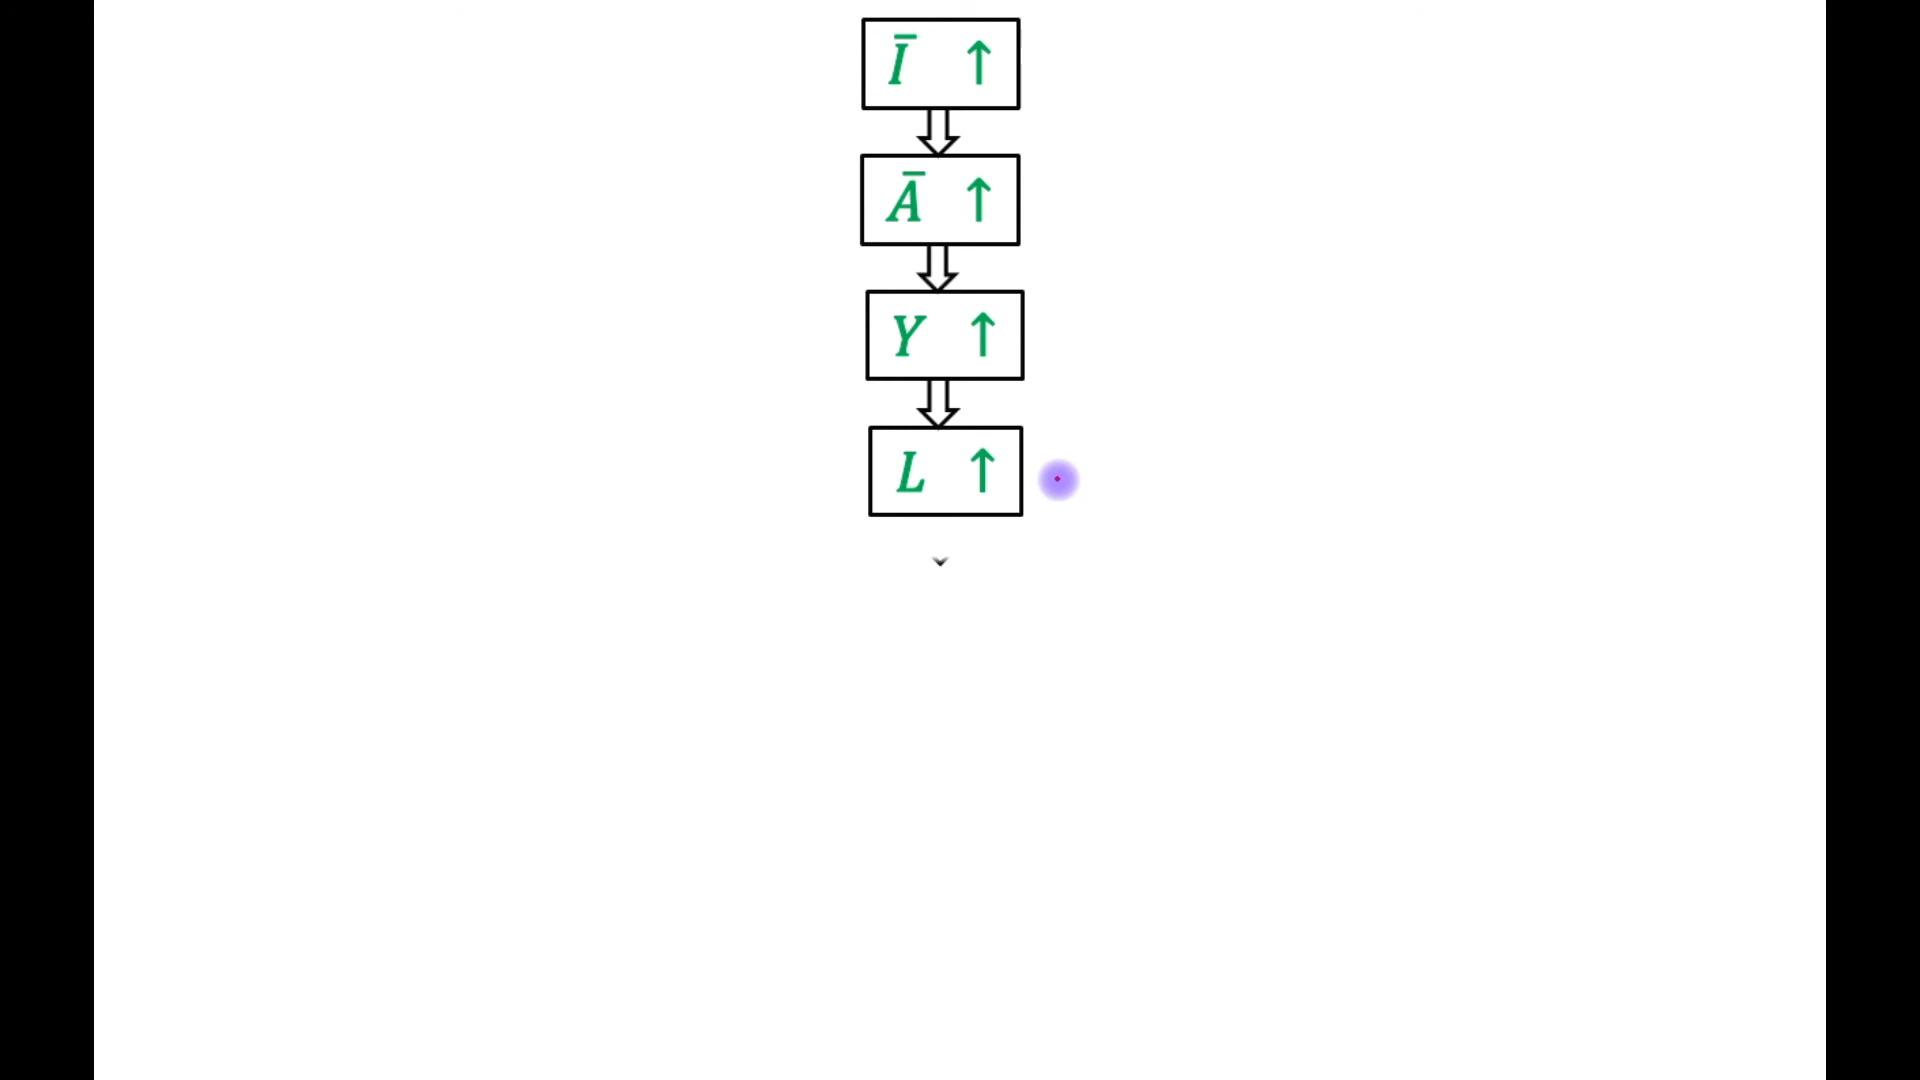 Ī ↑
Ā ↑
Y ↑
L ↑